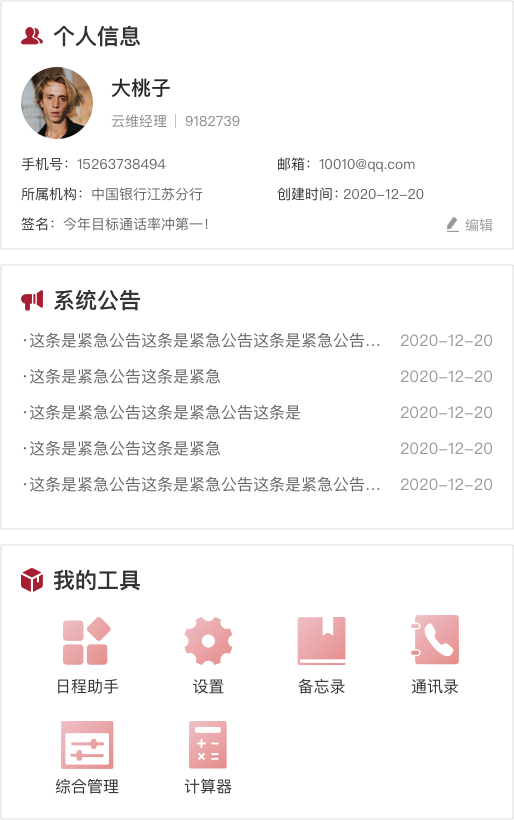 个人信息
大桃子
云维经理｜9182739
手机号：15263738494 邮箱：10010@qq.com
所属机构：中国银行江苏分行 创建时间：2020-12-20
签名：今年目标通话率冲第一！ 编辑
系统公告
·这条是紧急公告这条是紧急公告这条是紧急公告... 2020-12-20
·这条是紧急公告这条是紧急 2020-12-20
·这条是紧急公告这条是紧急公告这条是 2020-12-20
·这条是紧急公告这条是紧急 2020-12-20
·这条是紧急公告这条是紧急公告这条是紧急公告... 2020-12-20
我的工具
日程助手 设置 备忘录 通讯录
综合管理 计算器